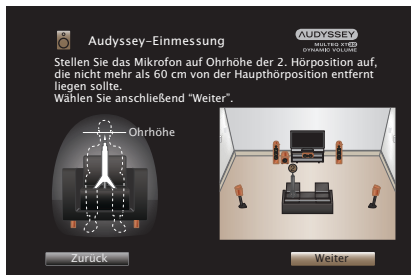 Audyssey-Einmessung
AUDYSSEY
MULTEQ XT32
DYNAMIC VOLUME
Stellen Sie das Mikrofon auf Ohrhöhe der 2. Hörposition auf,
die nicht mehr als 60 cm von der Haupthörposition entfernt
liegen sollte.
Wählen Sie anschließend “Weiter”.
Ohrhöhe
Zurück
Weiter